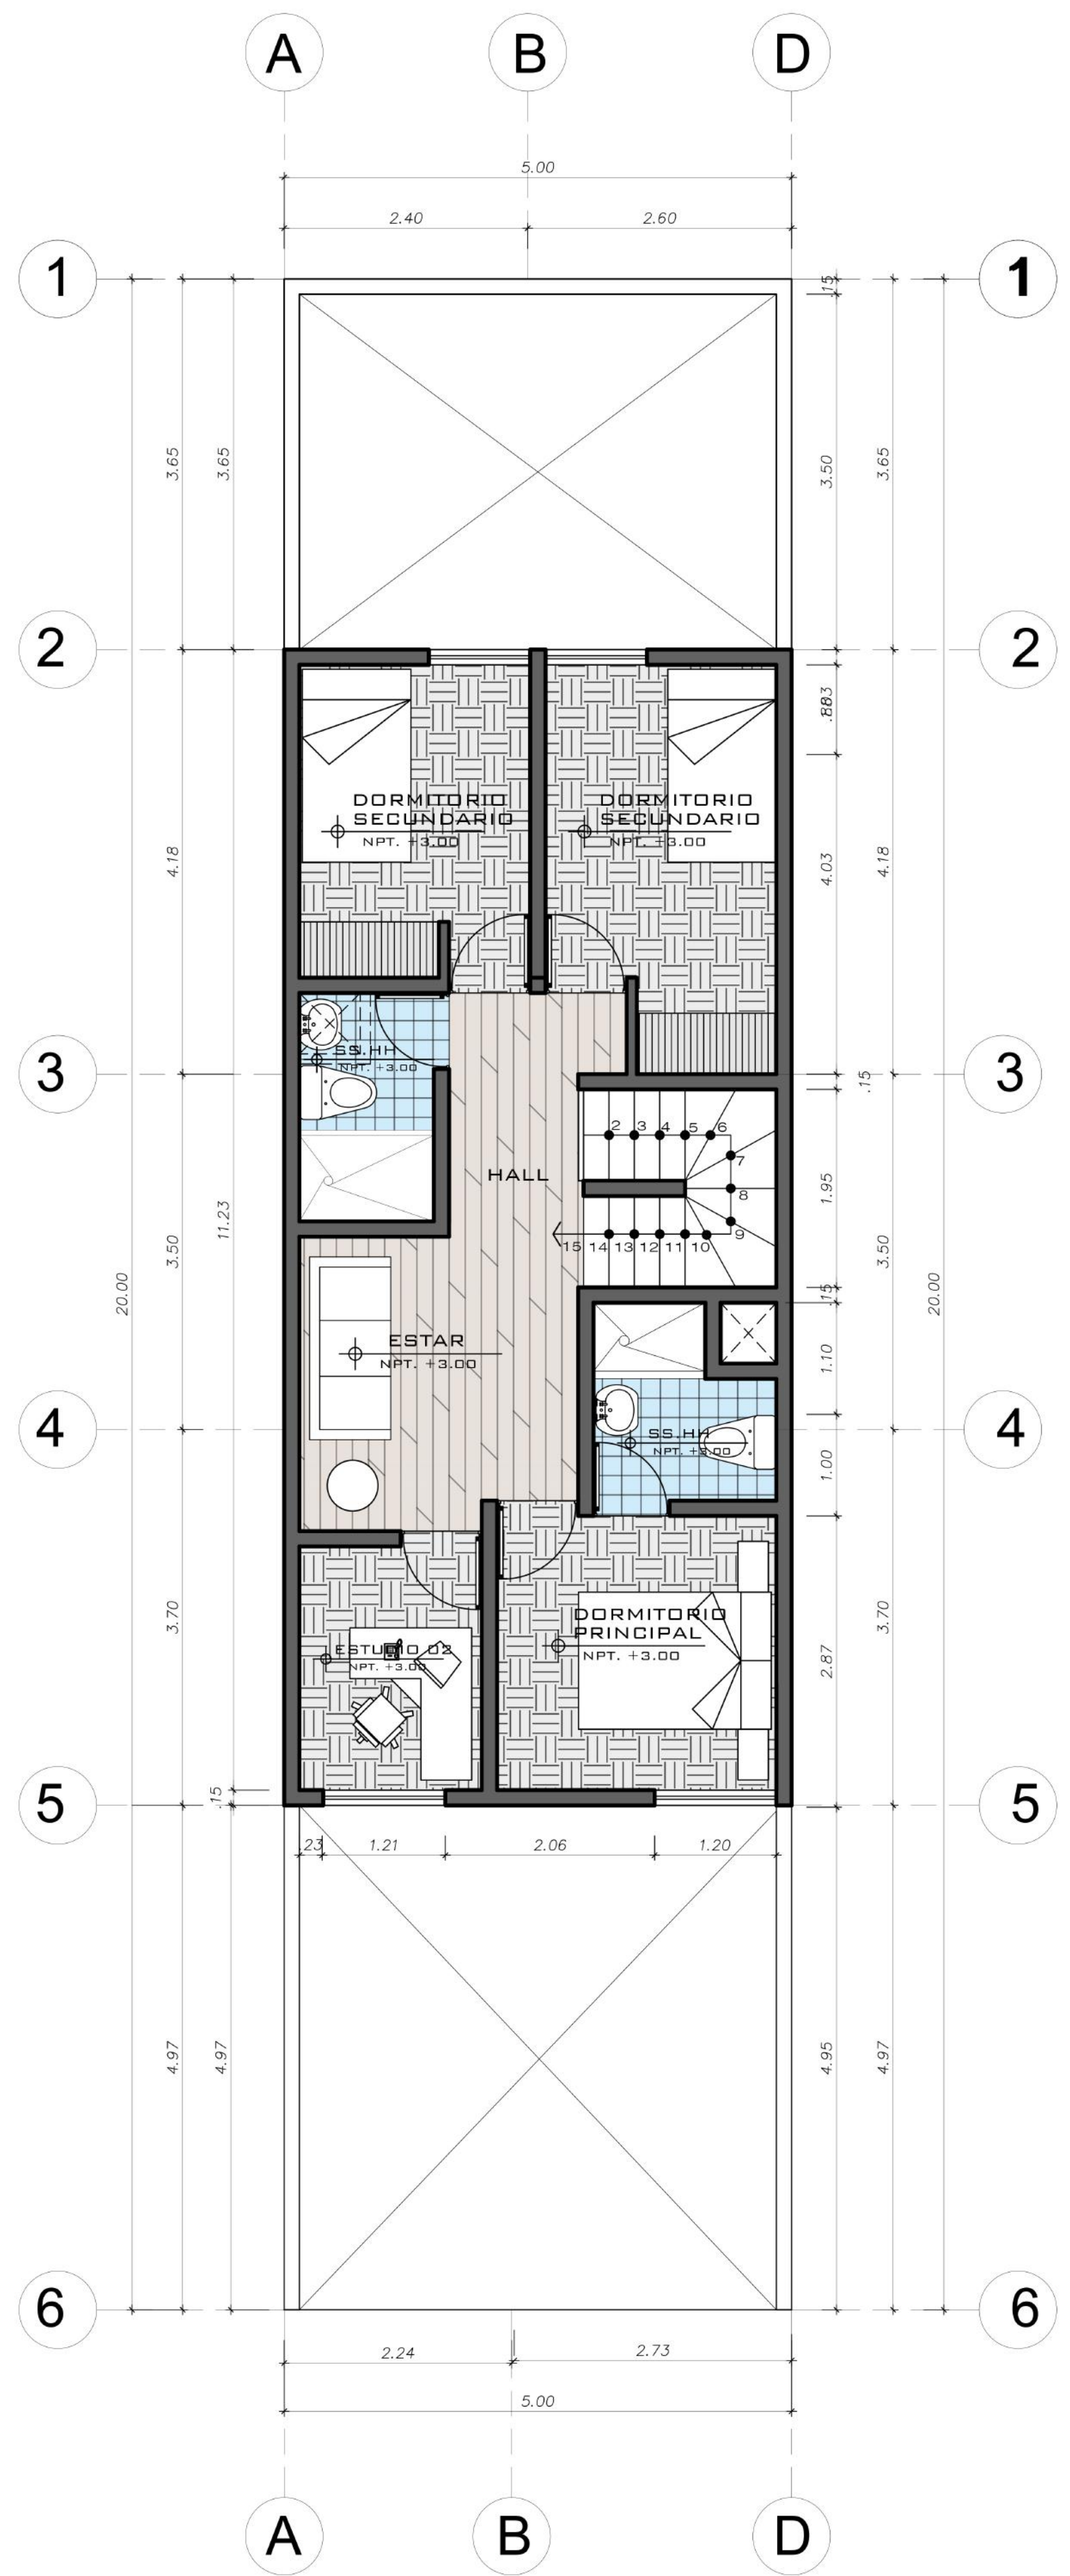 A B D
5.00
2.40 2.60
1 1
.15
3.65 3.65 3.50 3.65
2 2
.83
DORMITORIO DORMITORIO
SECUNDARIO SECUNDARIO
NPT. +3.00 NPT. +3.00
4.18 4.03 4.18
SS.HH
NPT. +3.00
3 3
.15
2 3 4 5 6
7
HALL
8
1.95
11.23
9
15 14 13 12 11 10
3.50 3.50
20.00 20.00
.15
ESTAR
NPT. +3.00
1.10
4 4
SS.HH
NPT. +3.00
1.00
3.70 3.70
DORMITORIO
PRINCIPAL
NPT. +3.00
ESTUDIO 02
NPT. +3.00
2.87
.15
5 5
.23 1.21 2.06 1.20
4.97 4.97 4.95 4.97
6 6
2.24 2.73
5.00
A B D